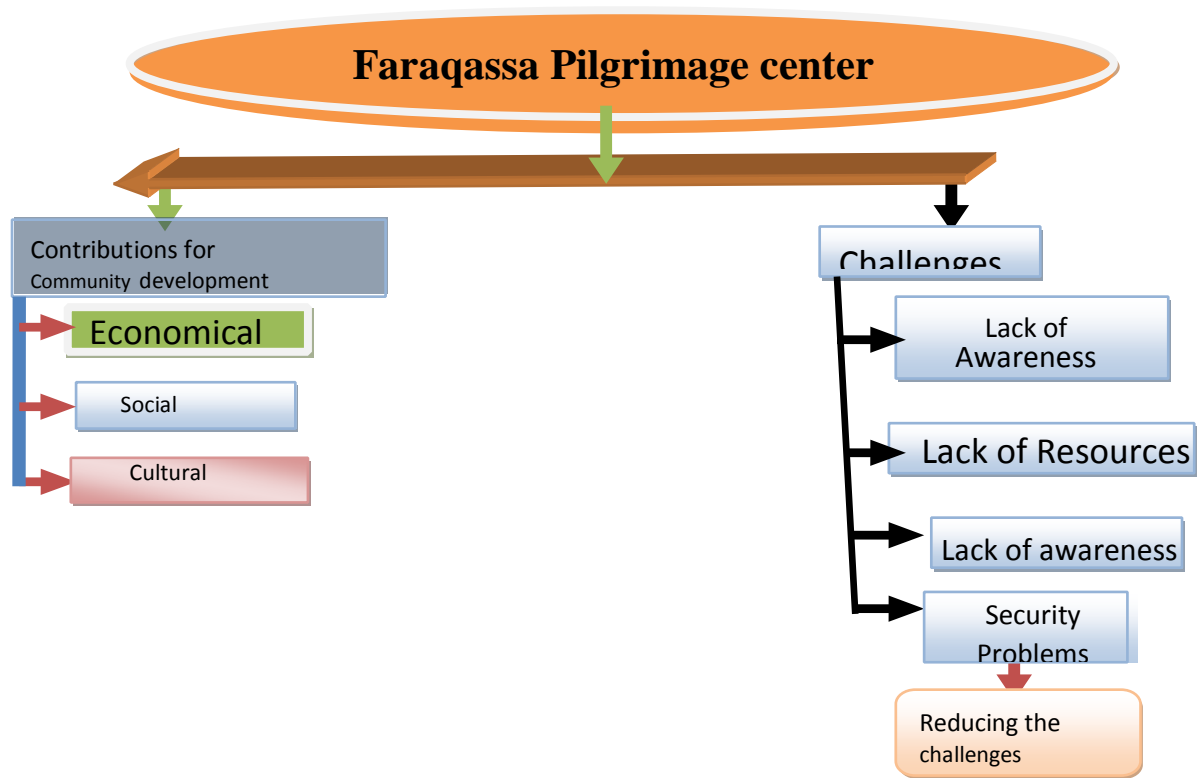 Faraqassa Pilgrimage center
Contributions for
Community development
Economical
Social
Cultural
Challenges
Lack of
Awareness
Lack of Resources
Lack of awareness
Security
Problems
Reducing the
challenges